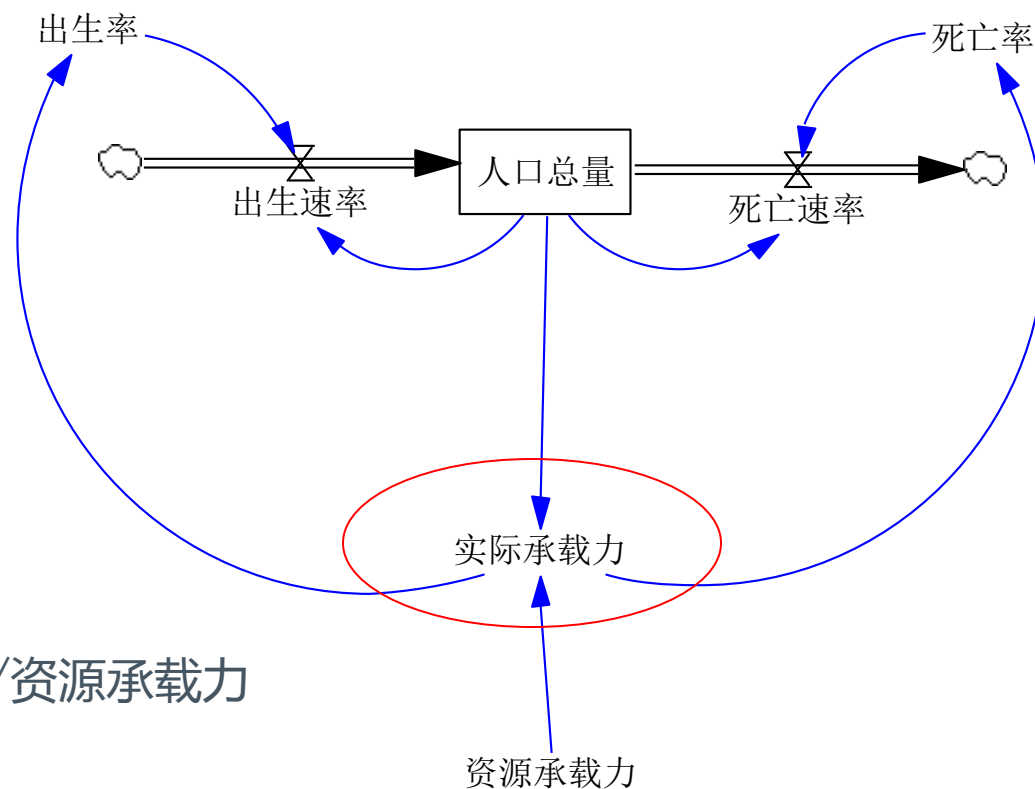 出生率
死亡率
人口总量
出生速率
死亡速率
实际承载力
/资源承载力
资源承载力